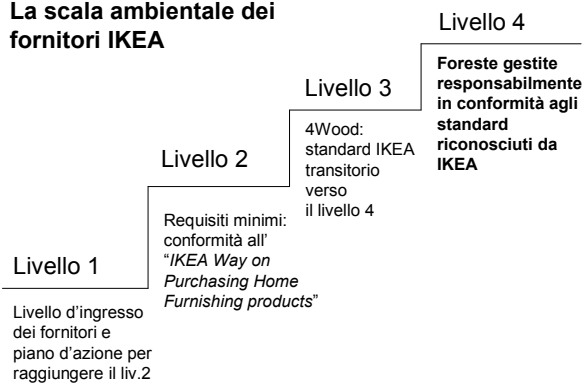 La scala ambientale dei
fornitori IKEA
Livello 4
Foreste gestite
responsabilmente
in conformità agli
standard
riconosciuti da
IKEA
Livello 3
4Wood:
standard IKEA
transitorio
verso
il livello 4
Livello 2
Requisiti minimi:
conformità all'
“IKEA Way on
Purchasing Home
Furnishing products”
Livello 1
Livello d'ingresso
dei fornitori e
piano d'azione per
raggiungere il liv.2